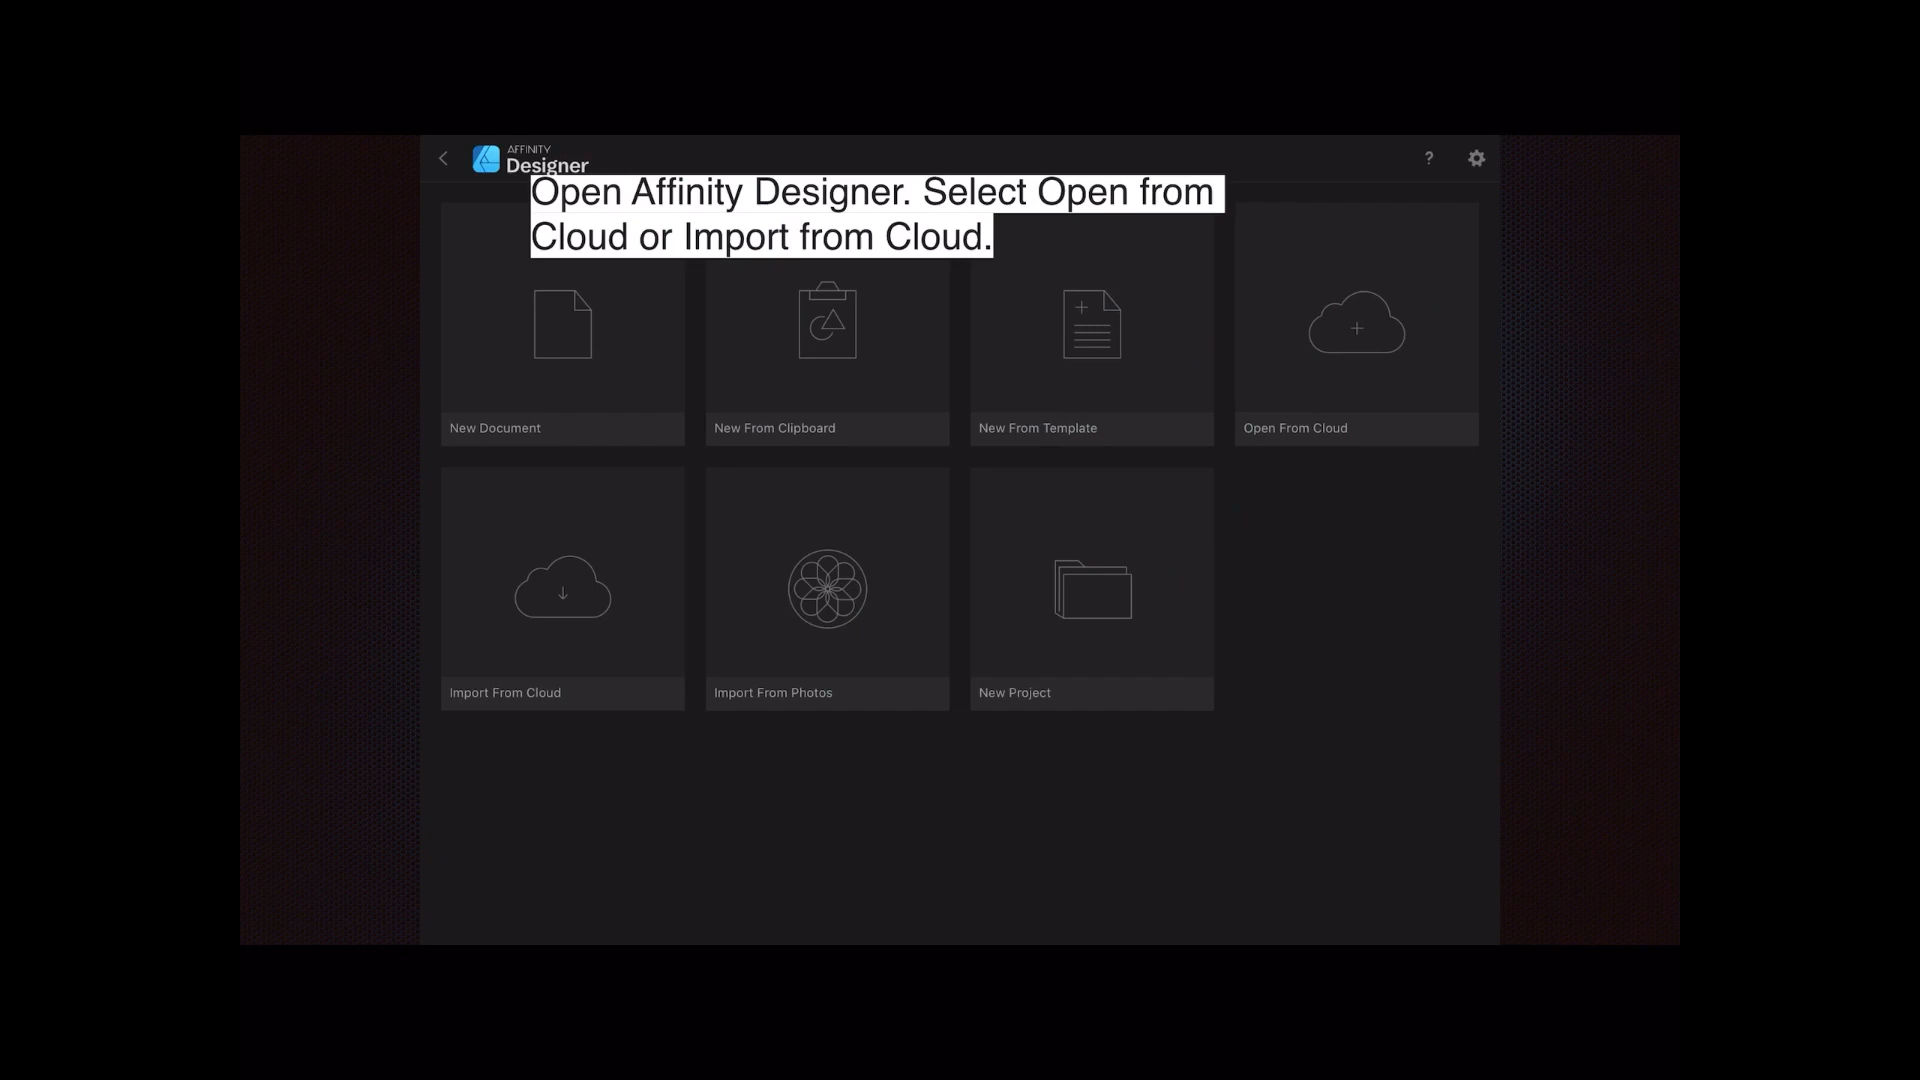 AFFINITY
Designer
?
Open Affinity Designer. Select Open from
Cloud or Import from Cloud.
New Document
New From Clipboard
New From Template
Open From Cloud
Import From Cloud
Import From Photos
New Project